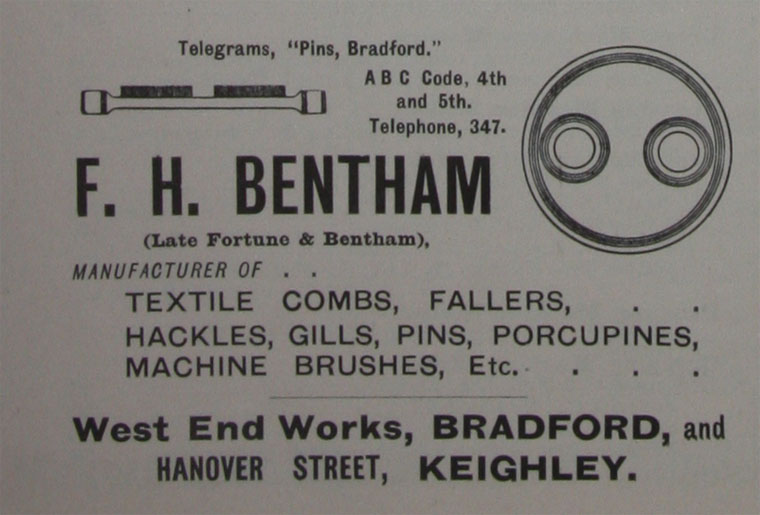 Telegrams, "Pins, Bradford."
A B C Code, 4th
and 5th.
Telephone, 347.
F. H. BENTHAM
(Late Fortune & Bentham),
MANUFACTURER OF . .
TEXTILE COMBS, FALLERS, . .
HACKLES, GILLS, PINS, PORCUPINES,
MACHINE BRUSHES, Etc. . . .
West End Works, BRADFORD, and
HANOVER STREET, KEIGHLEY.